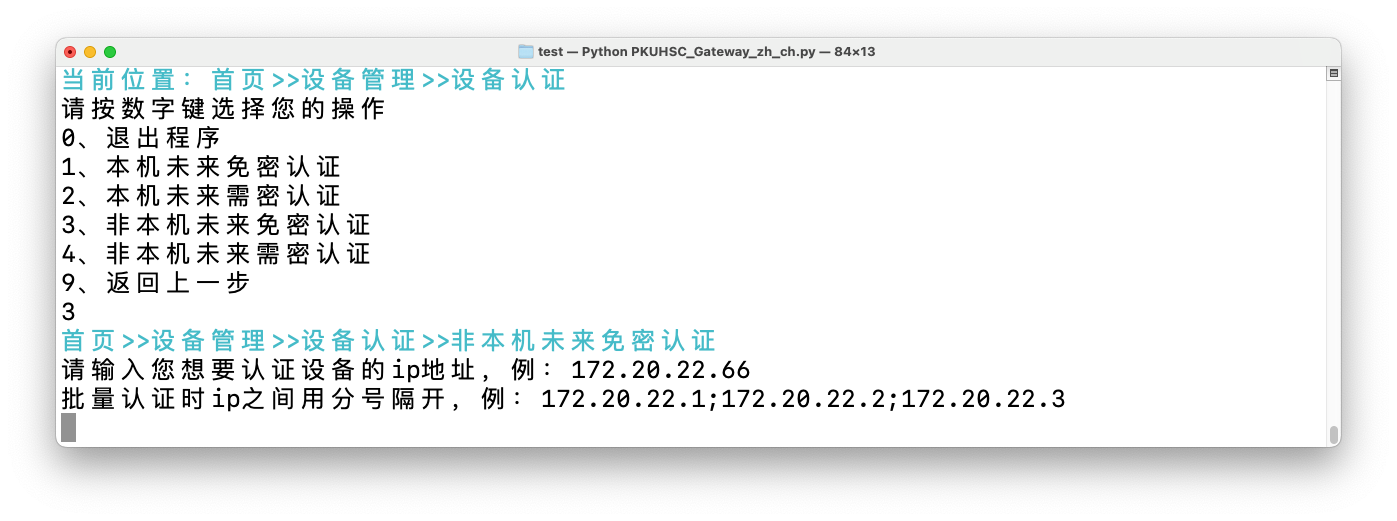 test — Python PKUHSC_Gateway_zh_ch.py — 84×13
当前位置：首页>>设备管理>>设备认证
请按数字键选择您的操作
0、退出程序
1、本机未来免密认证
2、本机未来需密认证
3、非本机未来免密认证
4、非本机未来需密认证
9、返回上一步
3
首页>>设备管理>>设备认证>>非本机未来免密认证
请输入您想要认证设备的ip地址，例：172.20.22.66
批量认证时ip之间用分号隔开，例：172.20.22.1;172.20.22.2;172.20.22.3